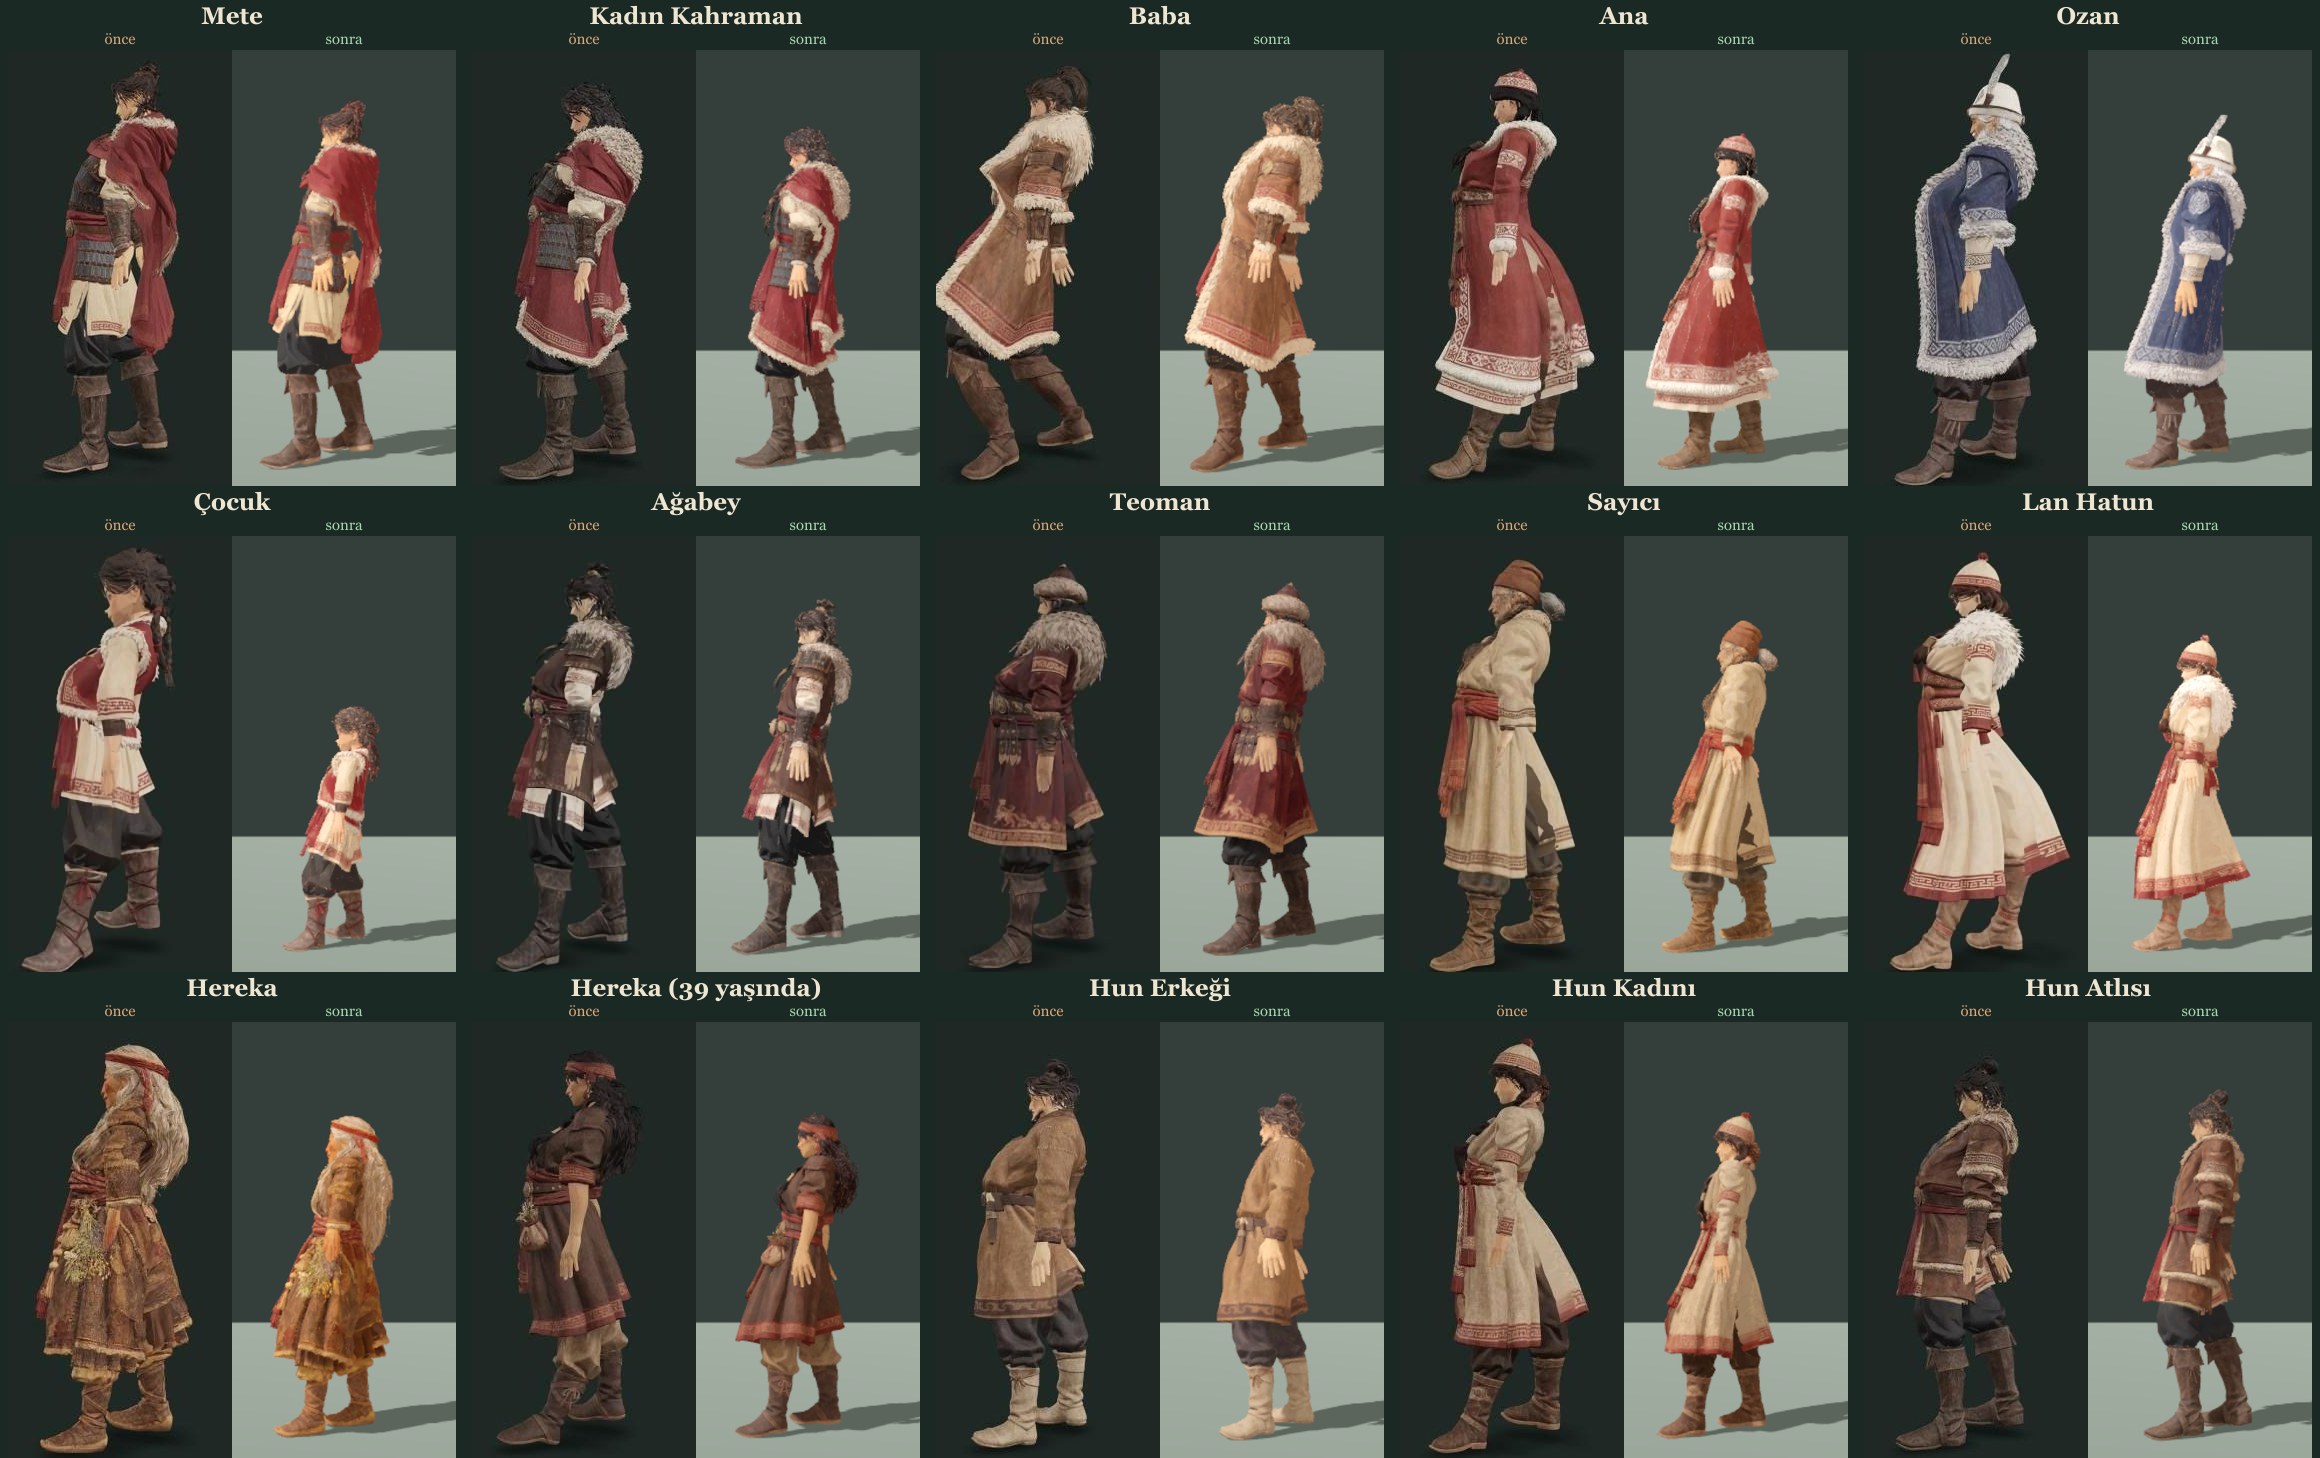 Mete
önce
sonra
Kadın Kahraman
önce
sonra
Baba
önce
sonra
Ana
önce
sonra
Ozan
önce
sonra
Çocuk
önce
sonra
Ağabey
önce
sonra
Teoman
önce
sonra
Sayıcı
önce
sonra
Lan Hatun
önce
sonra
Hereka
önce
sonra
Hereka (39 yaşında)
önce
sonra
Hun Erkeği
önce
sonra
Hun Kadını
önce
sonra
Hun Atlısı
önce
sonra